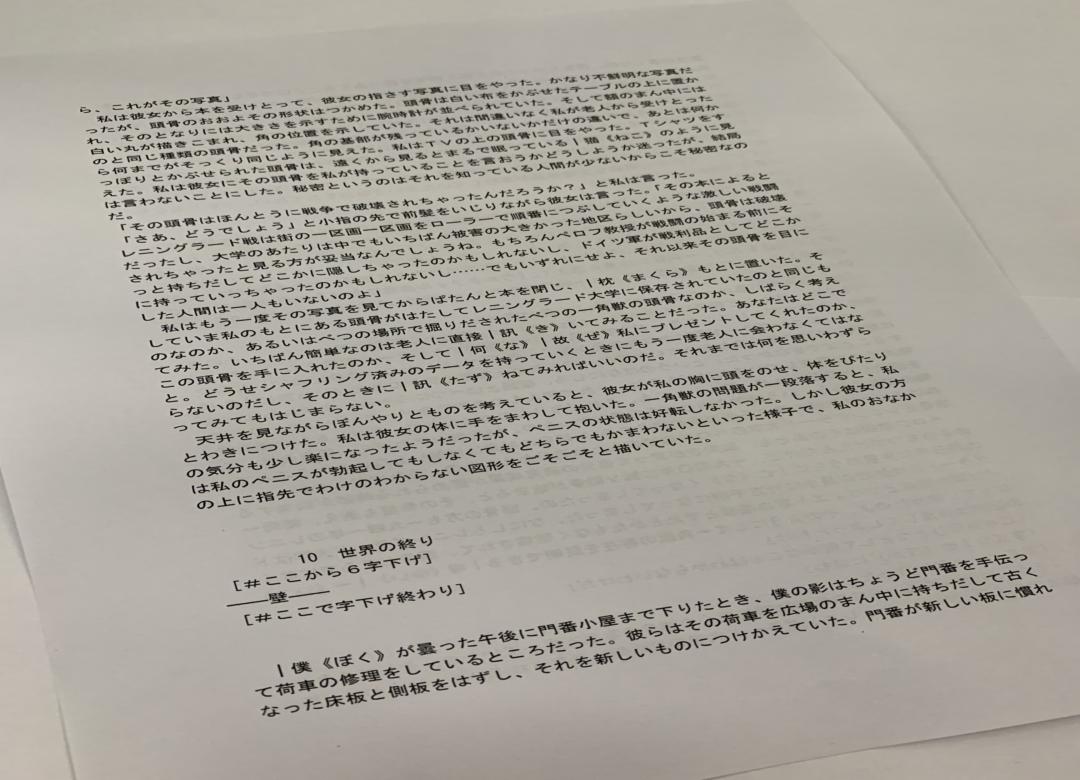 ら、これがその写真」
　私は彼女から本を受けとって、彼女の指さす写真に目をやった。かなり不鮮明な写真だ
ったが、頭骨のおおよその形状はつかめた。頭骨は白い布をかぶせたテーブルの上に置か
れ、そのとなりには大きさを示すために腕時計が並べられていた。そして額のまん中には
白い丸が描きこまれ、角の位置を示していた。それは間違いなく私が老人から受けとった
のと同じ種類の頭骨だった。角の基部が残っているかいないかだけの違いで、あとは何か
ら何までがそっくり同じように見えた。私はＴＶの上の頭骨に目をやった。Ｔシャツをす
っぽりとかぶせられた頭骨は、遠くから見るとまるで眠っている｜猫《ねこ》のように見
えた。私は彼女にその頭骨を私が持っていることを言おうかどうしようか迷ったが、結局
は言わないことにした。秘密というのはそれを知っている人間が少ないからこそ秘密なの
だ。
「その頭骨はほんとうに戦争で破壊されちゃったんだろうか？」と私は言った。
「さあ、どうでしょう」と小指の先で前髪をいじりながら彼女は言った。「その本によると
レニングラード戦は街の一区画一区画をローラーで順番につぶしていくような激しい戦闘
だったし、大学のあたりは中でもいちばん被害の大きかった地区らしいから、頭骨は破壊
されちゃったと見る方が妥当なんでしょうね。もちろんペロフ教授が戦闘の始まる前にそ
っと持ちだしてどこかに隠しちゃったのかもしれないし、ドイツ軍が戦利品としてどこか
に持っていっちゃったのかもしれないし……でもいずれにせよ、それ以来その頭骨を目に
した人間は一人もいないのよ」
　私はもう一度その写真を見てからばたんと本を閉じ、｜枕《まくら》もとに置いた。そ
していま私のもとにある頭骨がはたしてレニングラード大学に保存されていたのと同じも
のなのか、あるいはべつの場所で掘りだされたべつの一角獣の頭骨なのか、しばらく考え
てみた。いちばん簡単なのは老人に直接｜訊《き》いてみることだった。あなたはどこで
この頭骨を手に入れたのか、そして｜何《な》｜故《ぜ》私にプレゼントしてくれたのか、
と。どうせシャフリング済みのデータを持っていくときにもう一度老人に会わなくてはな
らないのだし、そのときに｜訊《たず》ねてみればいいのだ。それまでは何を思いわずら
ってみてもはじまらない。
　天井を見ながらぼんやりとものを考えていると、彼女が私の胸に頭をのせ、体をぴたり
とわきにつけた。私は彼女の体に手をまわして抱いた。一角獣の問題が一段落すると、私
の気分も少し楽になったようだったが、ペニスの状態は好転しなかった。しかし彼女の方
は私のペニスが勃起してもしなくてもどちらでもかまわないといった様子で、私のおなか
の上に指先でわけのわからない図形をごそごそと描いていた。
10　世界の終り
［＃ここから６字下げ］
――壁――
［＃ここで字下げ終わり］
｜僕《ぼく》が曇った午後に門番小屋まで下りたとき、僕の影はちょうど門番を手伝っ
て荷車の修理をしているところだった。彼らはその荷車を広場のまん中に持ちだして古く
なった床板と側板をはずし、それを新しいものにつけかえていた。門番が新しい板に慣れ